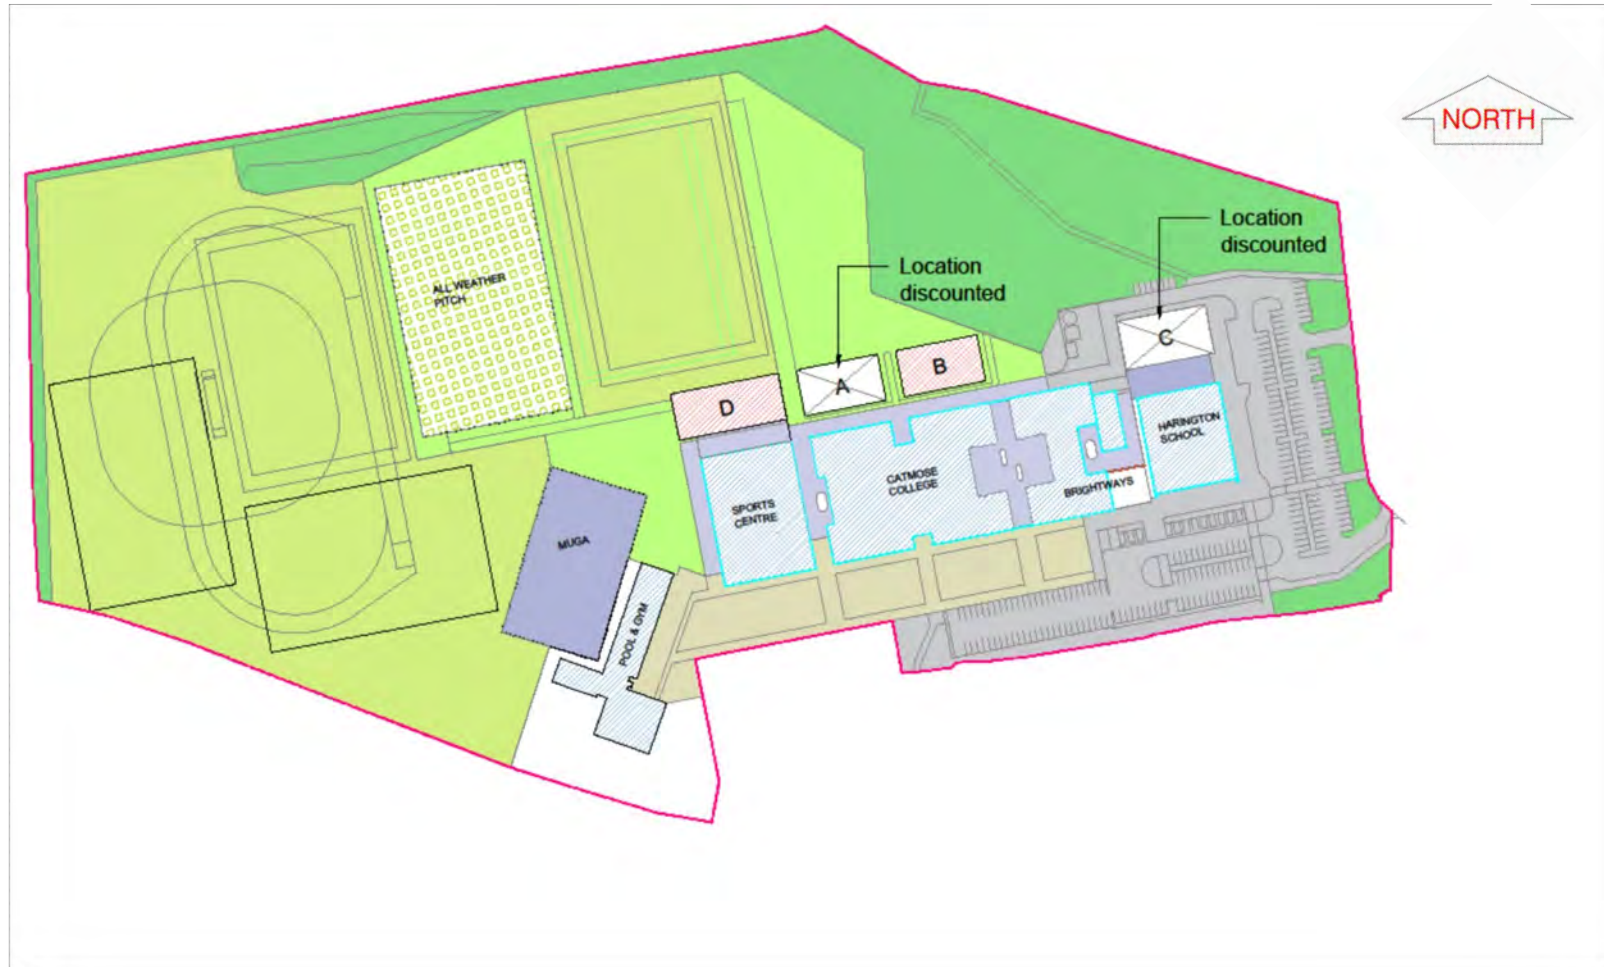 NORTH
Location
discounted
Location
discounted
ALL WEATHER
PITCH
C
B
A
D
HARINGTON
SCHOOL
CATMOSE
COLLEGE
BRIGHTWAYS
SPORTS
CENTRE
MUGA
POOL & GYM